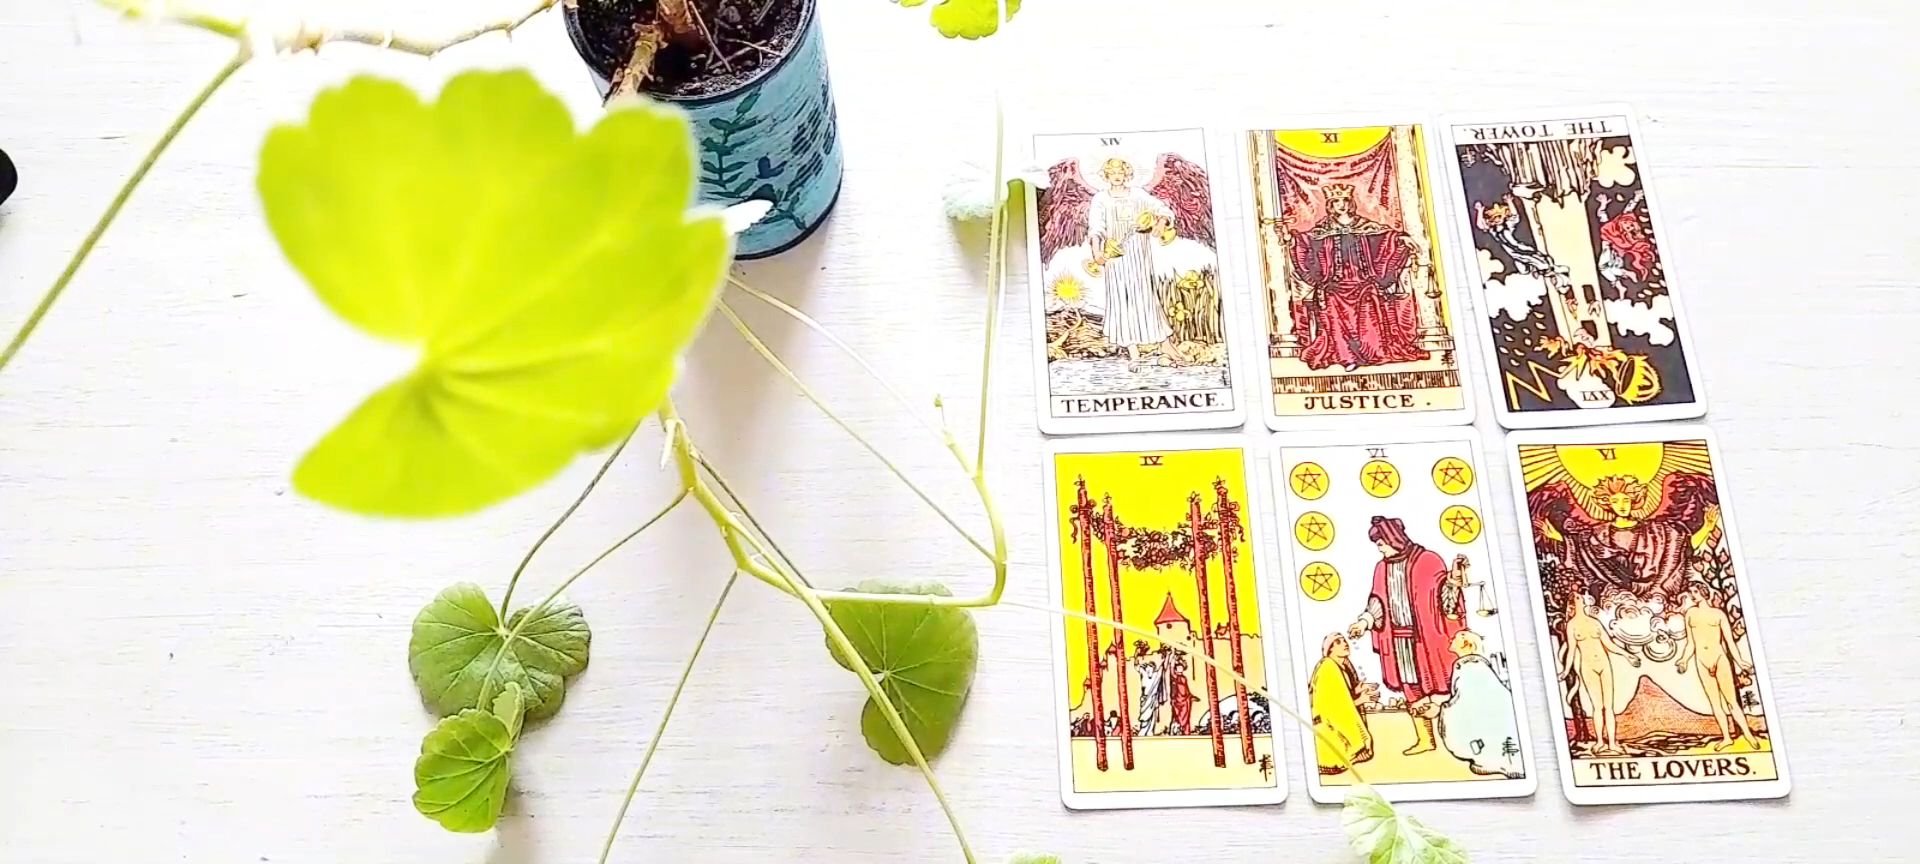 XIV
TEMPERANCE.
XI
JUSTICE .
THE TOWER.
XVI
IV
VI
VI
THE LOVERS.